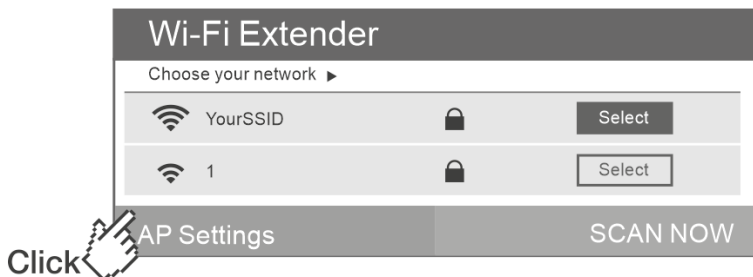 Wi-Fi Extender
Choose your network ▶
YourSSID Select
1 Select
AP Settings SCAN NOW
Click